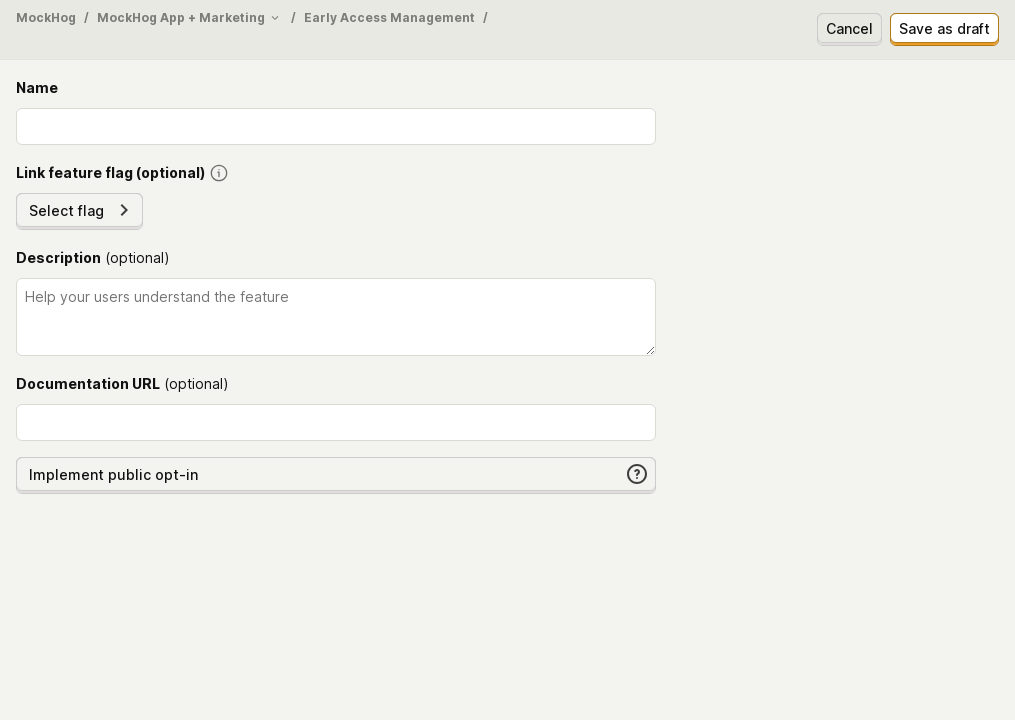 MockHog / MockHog App + Marketing / Early Access Management /
Cancel
Save as draft
Name
Link feature flag (optional)
Select flag
Description (optional)
Help your users understand the feature
Documentation URL (optional)
Implement public opt-in